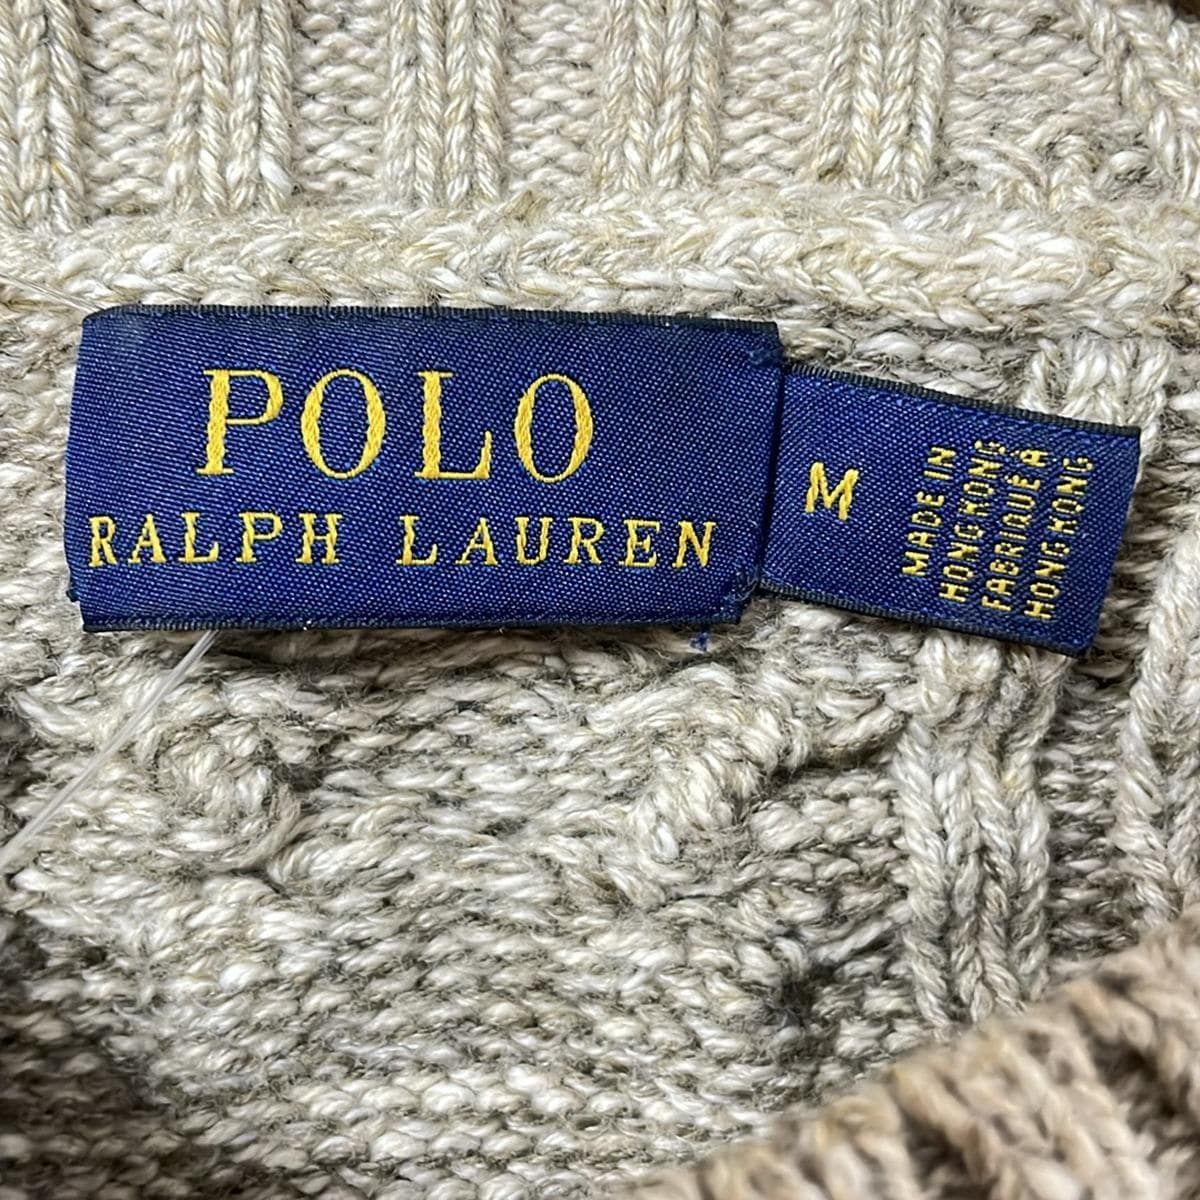 POLO
RALPH LAUREN
M
MADE IN
HONG KONG
FABRIQUÉ À
HONG KONG